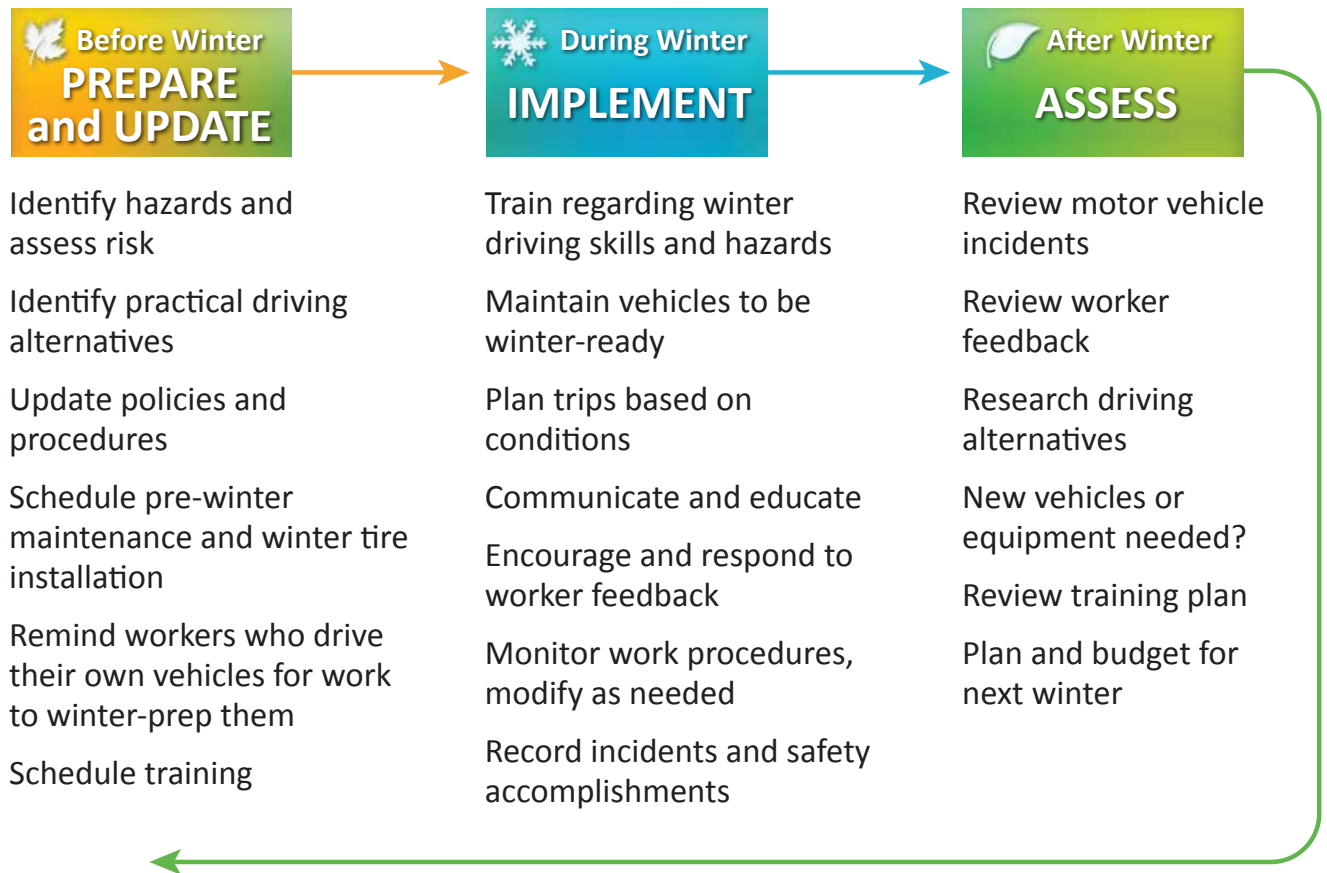 Before Winter
PREPARE
and UPDATE
Identify hazards and
assess risk
Identify practical driving
alternatives
Update policies and
procedures
Schedule pre-winter
maintenance and winter tire
installation
Remind workers who drive
their own vehicles for work
to winter-prep them
Schedule training
During Winter
IMPLEMENT
Train regarding winter
driving skills and hazards
Maintain vehicles to be
winter-ready
Plan trips based on
conditions
Communicate and educate
Encourage and respond to
worker feedback
Monitor work procedures,
modify as needed
Record incidents and safety
accomplishments
After Winter
ASSESS
Review motor vehicle
incidents
Review worker
feedback
Research driving
alternatives
New vehicles or
equipment needed?
Review training plan
Plan and budget for
next winter